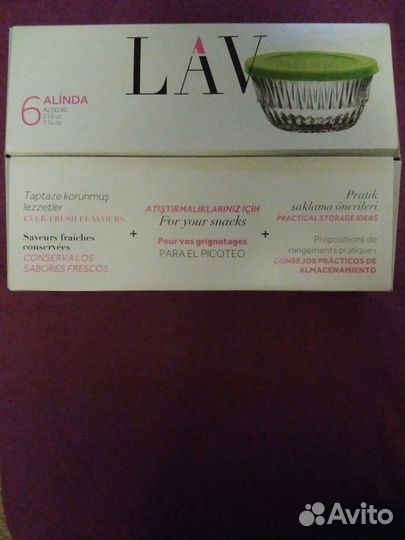 LAV
6 ALİNDA
ALN240
215 cc
7 ¼ oz
Taptaze korunmuş
lezzetler
EVER-FRESH FLAVOURS
Saveurs fraîches
conservées
CONSERVA LOS
SABORES FRESCOS
+
ATIŞTIRMALIKLARINIZ İÇİN
For your snacks
Pour vos grignotages
PARA EL PICOTEO
+
Pratik
saklama önerileri
PRACTICAL STORAGE IDEAS
Propositions de
rangements pratiques
CONSEJOS PRÁCTICOS DE
ALMACENAMIENTO
Avito